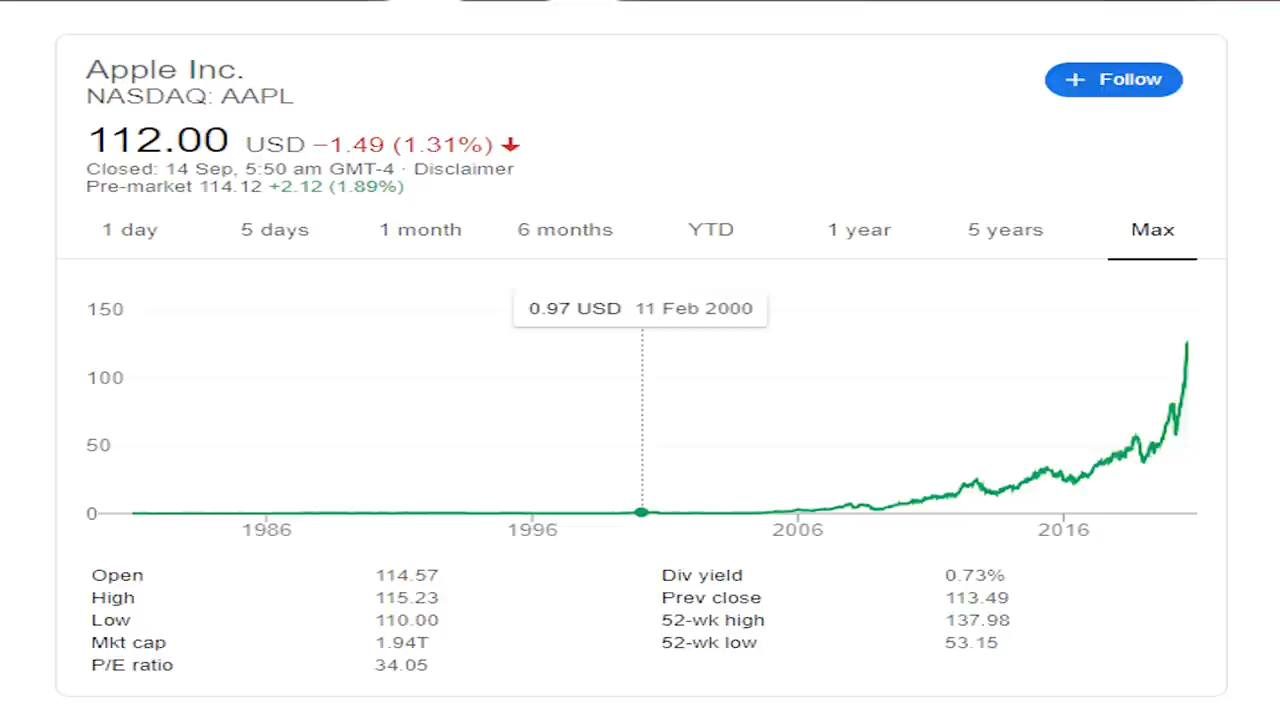 Apple Inc.
NASDAQ: AAPL
+ Follow
112.00 USD −1.49 (1.31%) ↓
Closed: 14 Sep, 5:50 am GMT-4 · Disclaimer
Pre-market 114.12 +2.12 (1.89%)
1 day 5 days 1 month 6 months YTD 1 year 5 years Max
0.97 USD 11 Feb 2000
150
100
50
0
1986 1996 2006 2016
Open 114.57 Div yield 0.73%
High 115.23 Prev close 113.49
Low 110.00 52-wk high 137.98
Mkt cap 1.94T 52-wk low 53.15
P/E ratio 34.05